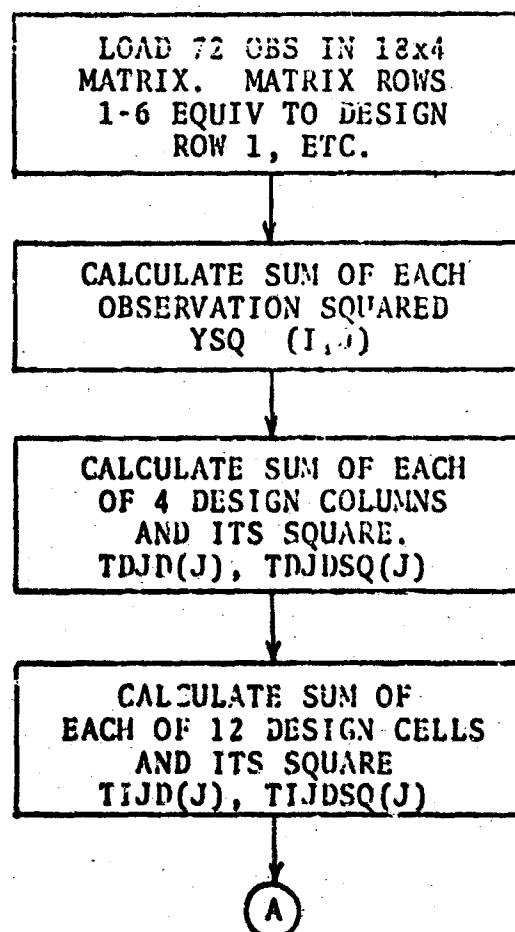 LOAD 72 OBS IN 18x4
MATRIX. MATRIX ROWS
1-6 EQUIV TO DESIGN
ROW 1, ETC.
CALCULATE SUM OF EACH
OBSERVATION SQUARED
YSQ (I,J)
CALCULATE SUM OF EACH
OF 4 DESIGN COLUMNS
AND ITS SQUARE.
TDJD(J), TDJDSQ(J)
CALCULATE SUM OF
EACH OF 12 DESIGN CELLS
AND ITS SQUARE
TIJD(J), TIJDSQ(J)
A